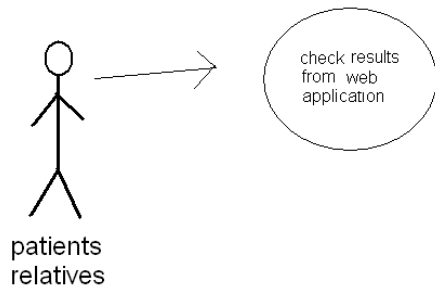 check results
from web
application
patients
relatives